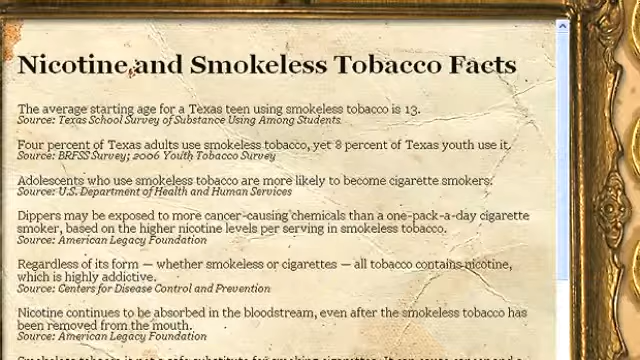 Nicotine and Smokeless Tobacco Facts
The average starting age for a Texas teen using smokeless tobacco is 13.
Source: Texas School Survey of Substance Using Among Students
Four percent of Texas adults use smokeless tobacco, yet 8 percent of Texas youth use it.
Source: BRFSS Survey; 2006 Youth Tobacco Survey
Adolescents who use smokeless tobacco are more likely to become cigarette smokers.
Source: U.S. Department of Health and Human Services
Dippers may be exposed to more cancer-causing chemicals than a one-pack-a-day cigarette
smoker, based on the higher nicotine levels per serving in smokeless tobacco.
Source: American Legacy Foundation
Regardless of its form — whether smokeless or cigarettes — all tobacco contains nicotine,
which is highly addictive.
Source: Centers for Disease Control and Prevention
Nicotine continues to be absorbed in the bloodstream, even after the smokeless tobacco has
been removed from the mouth.
Source: American Legacy Foundation